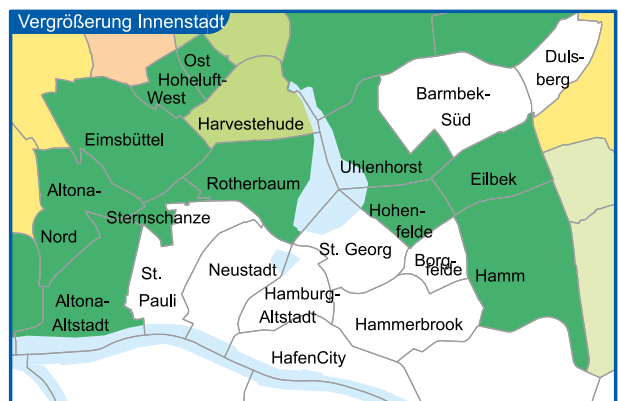 Vergrößerung Innenstadt
Ost
Hoheluft-
West
Duls-
berg
Barmbek-
Süd
Harvestehude
Eimsbüttel
Uhlenhorst
Eilbek
Rotherbaum
Altona-
Nord
Sternschanze
Hohen-
felde
St. Georg
Borg-
felde
Hamm
St.
Pauli
Neustadt
Hamburg-
Altstadt
Altona-
Altstadt
Hammerbrook
HafenCity